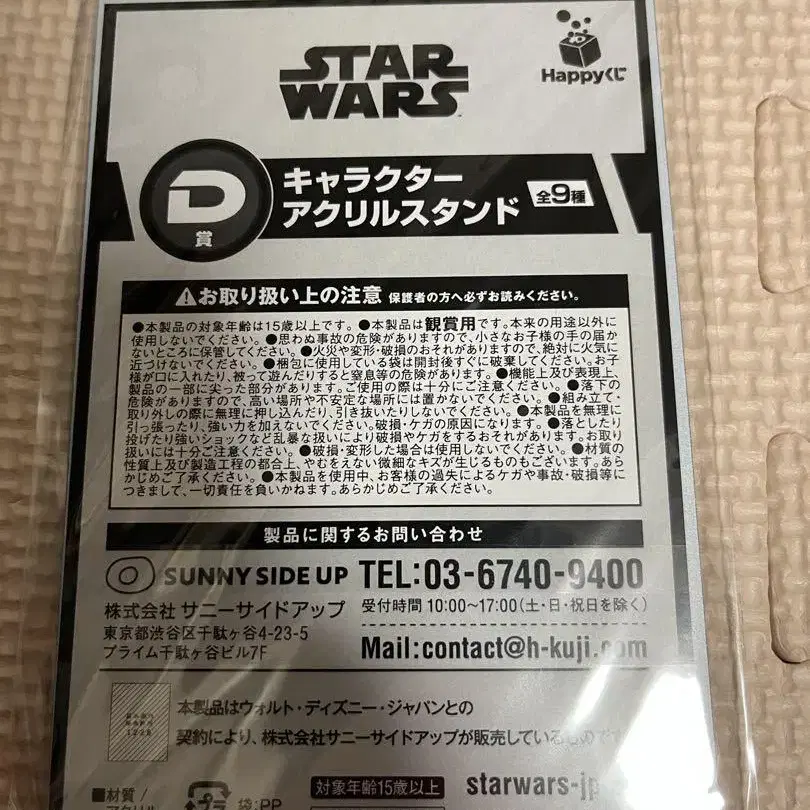 STAR
WARS
Happyくじ
D
賞
キャラクター
アクリルスタンド
全9種
お取り扱い上の注意 保護者の方へ必ずお読みください。
●本製品の対象年齢は15歳以上です。●本製品は観賞用です。本来の用途以外に
使用しないでください。●思わぬ事故の危険がありますので、小さなお子様の手の届か
ないところに保管してください。●火災や変形・破損のおそれがありますので、絶対に火気に
近づけないでください。●梱包に使用している袋は開封後すぐに破棄してください。お子
様が口に入れたり、被って遊んだりすると窒息等の危険があります。●機能上及び表現上、
製品の一部に尖った部分があります。ご使用の際は十分にご注意ください。●落下の
危険がありますので、高い場所や不安定な場所には置かないでください。●組み立て・
取り外しの際に無理に押し込んだり、引き抜いたりしないでください。●本製品を無理に
引っ張ったり、強い力を加えないでください。破損・ケガの原因になります。●落としたり
投げたり強いショックなど乱暴な扱いにより破損やケガをするおそれがあります。お取り
扱いには十分ご注意ください。●破損・変形した場合は使用しないでください。●材質の
性質上及び製造工程の都合上、やむをえない微細なキズが生じるものもございます。あら
かじめご了承ください。●本製品を使用中、お客様の過失によるケガや事故・破損等に
つきまして、一切責任を負いかねます。あらかじめご了承ください。
製品に関するお問い合わせ
SUNNY SIDE UP TEL:03-6740-9400
株式会社 サニーサイドアップ 受付時間 10:00~17:00(土・日・祝日を除く)
東京都渋谷区千駄ヶ谷4-23-5
プライム千駄ヶ谷ビル7F
Mail:contact@h-kuji.com
本製品はウォルト・ディズニー・ジャパンとの
契約により、株式会社サニーサイドアップが販売しているものです
■材質/
アクリル
プラ
袋:PP
対象年齢15歳以上
starwars-jp